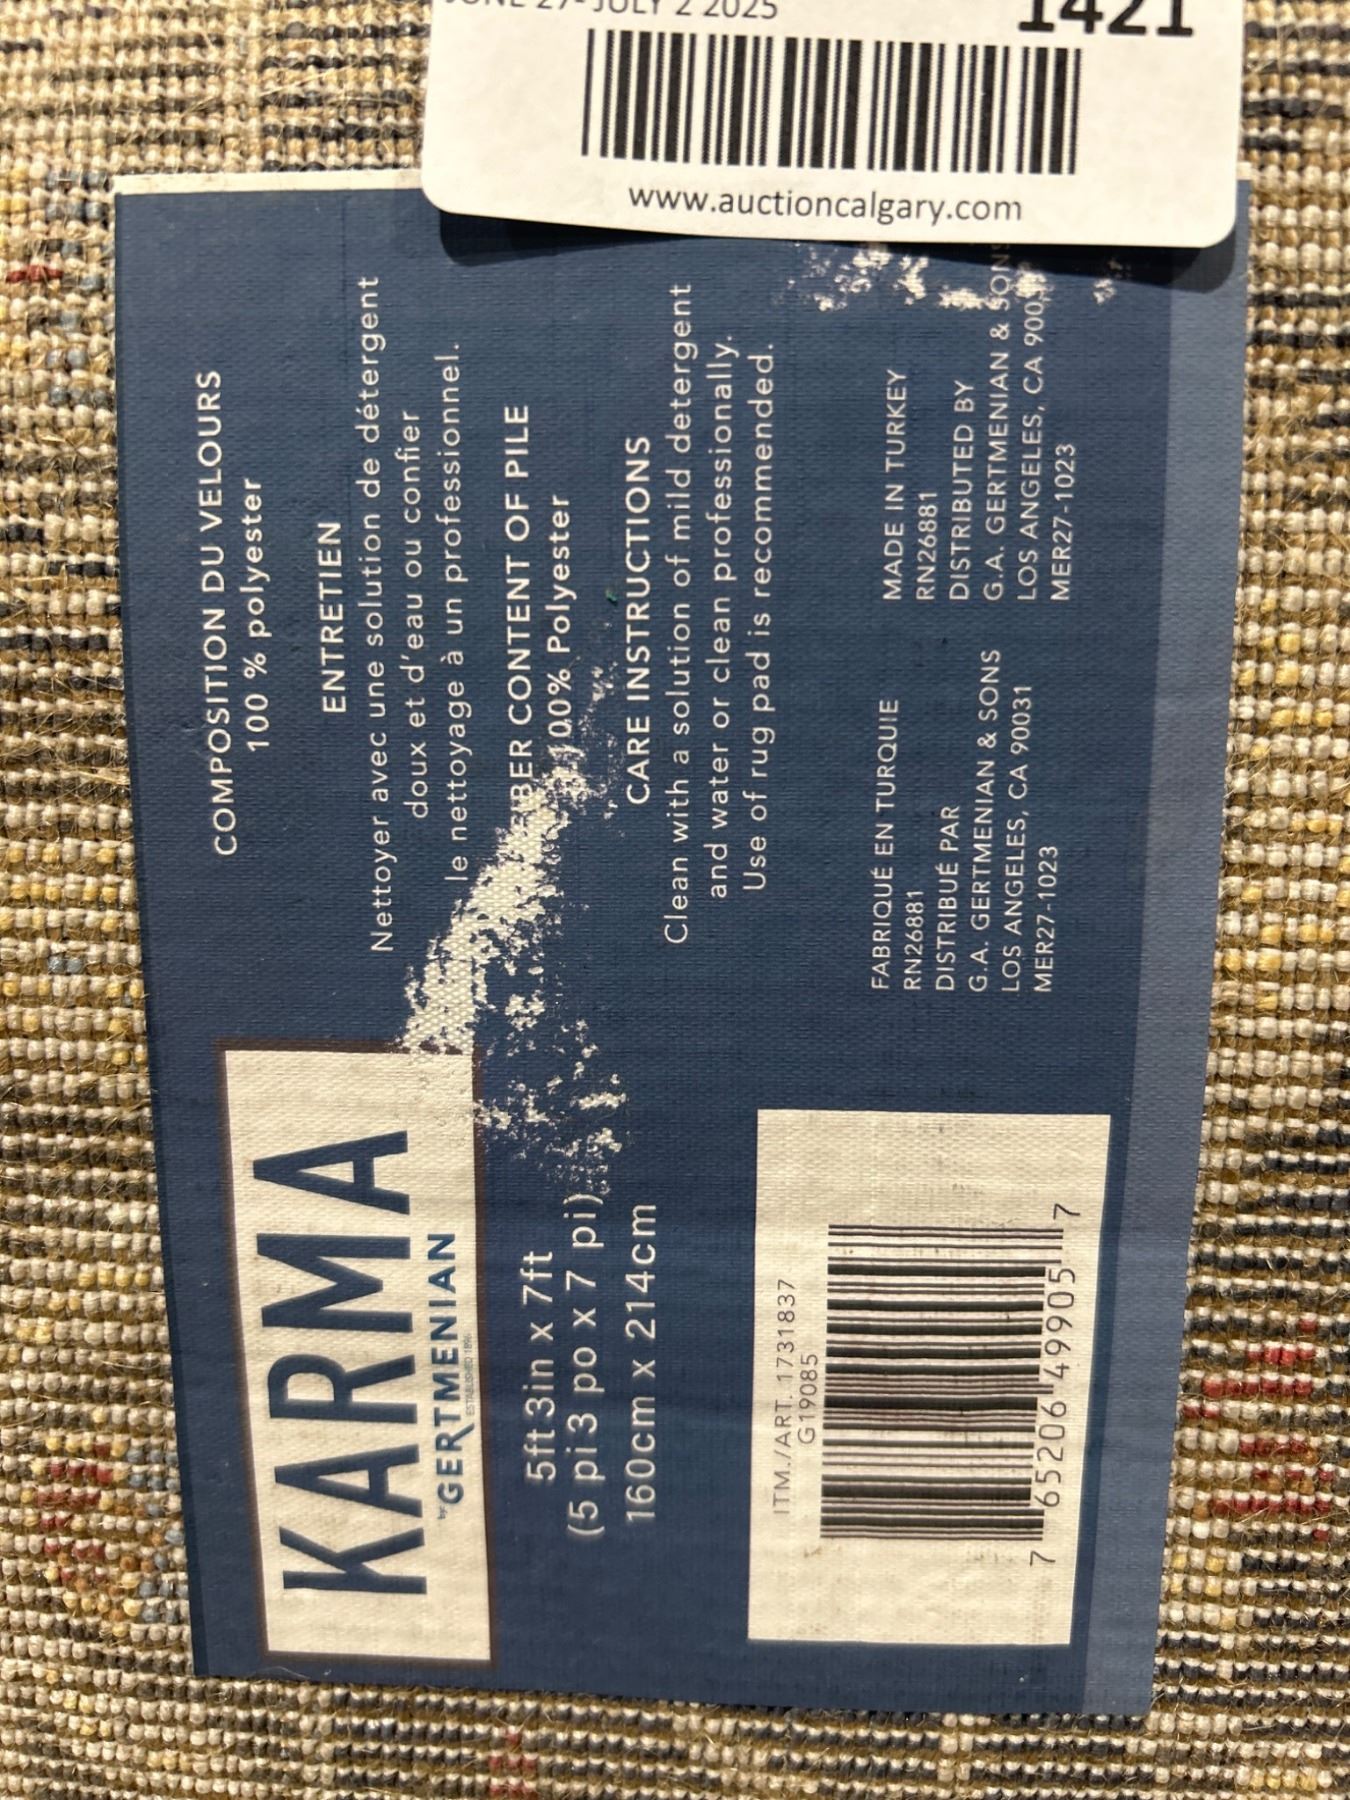 JUNE 27- JULY 2 2025
1421
www.auctioncalgary.com
COMPOSITION DU VELOURS
100 % polyester
ENTRETIEN
Nettoyer avec une solution de détergent
doux et d'eau ou confier
le nettoyage à un professionnel.
BER CONTENT OF PILE
100% Polyester
CARE INSTRUCTIONS
Clean with a solution of mild detergent
and water or clean professionally.
Use of rug pad is recommended.
KARMA
by GERTMENIAN
ESTABLISHED 1896
5ft 3in x 7ft
(5 pi 3 po x 7 pi)
160cm x 214cm
FABRIQUÉ EN TURQUIE
RN26881
DISTRIBUÉ PAR
G.A. GERTMENIAN & SONS
LOS ANGELES, CA 90031
MER27-1023
MADE IN TURKEY
RN26881
DISTRIBUTED BY
G.A. GERTMENIAN & SONS
LOS ANGELES, CA 900
MER27-1023
ITM./ART. 1731837
G19085
7 65206 49905 7